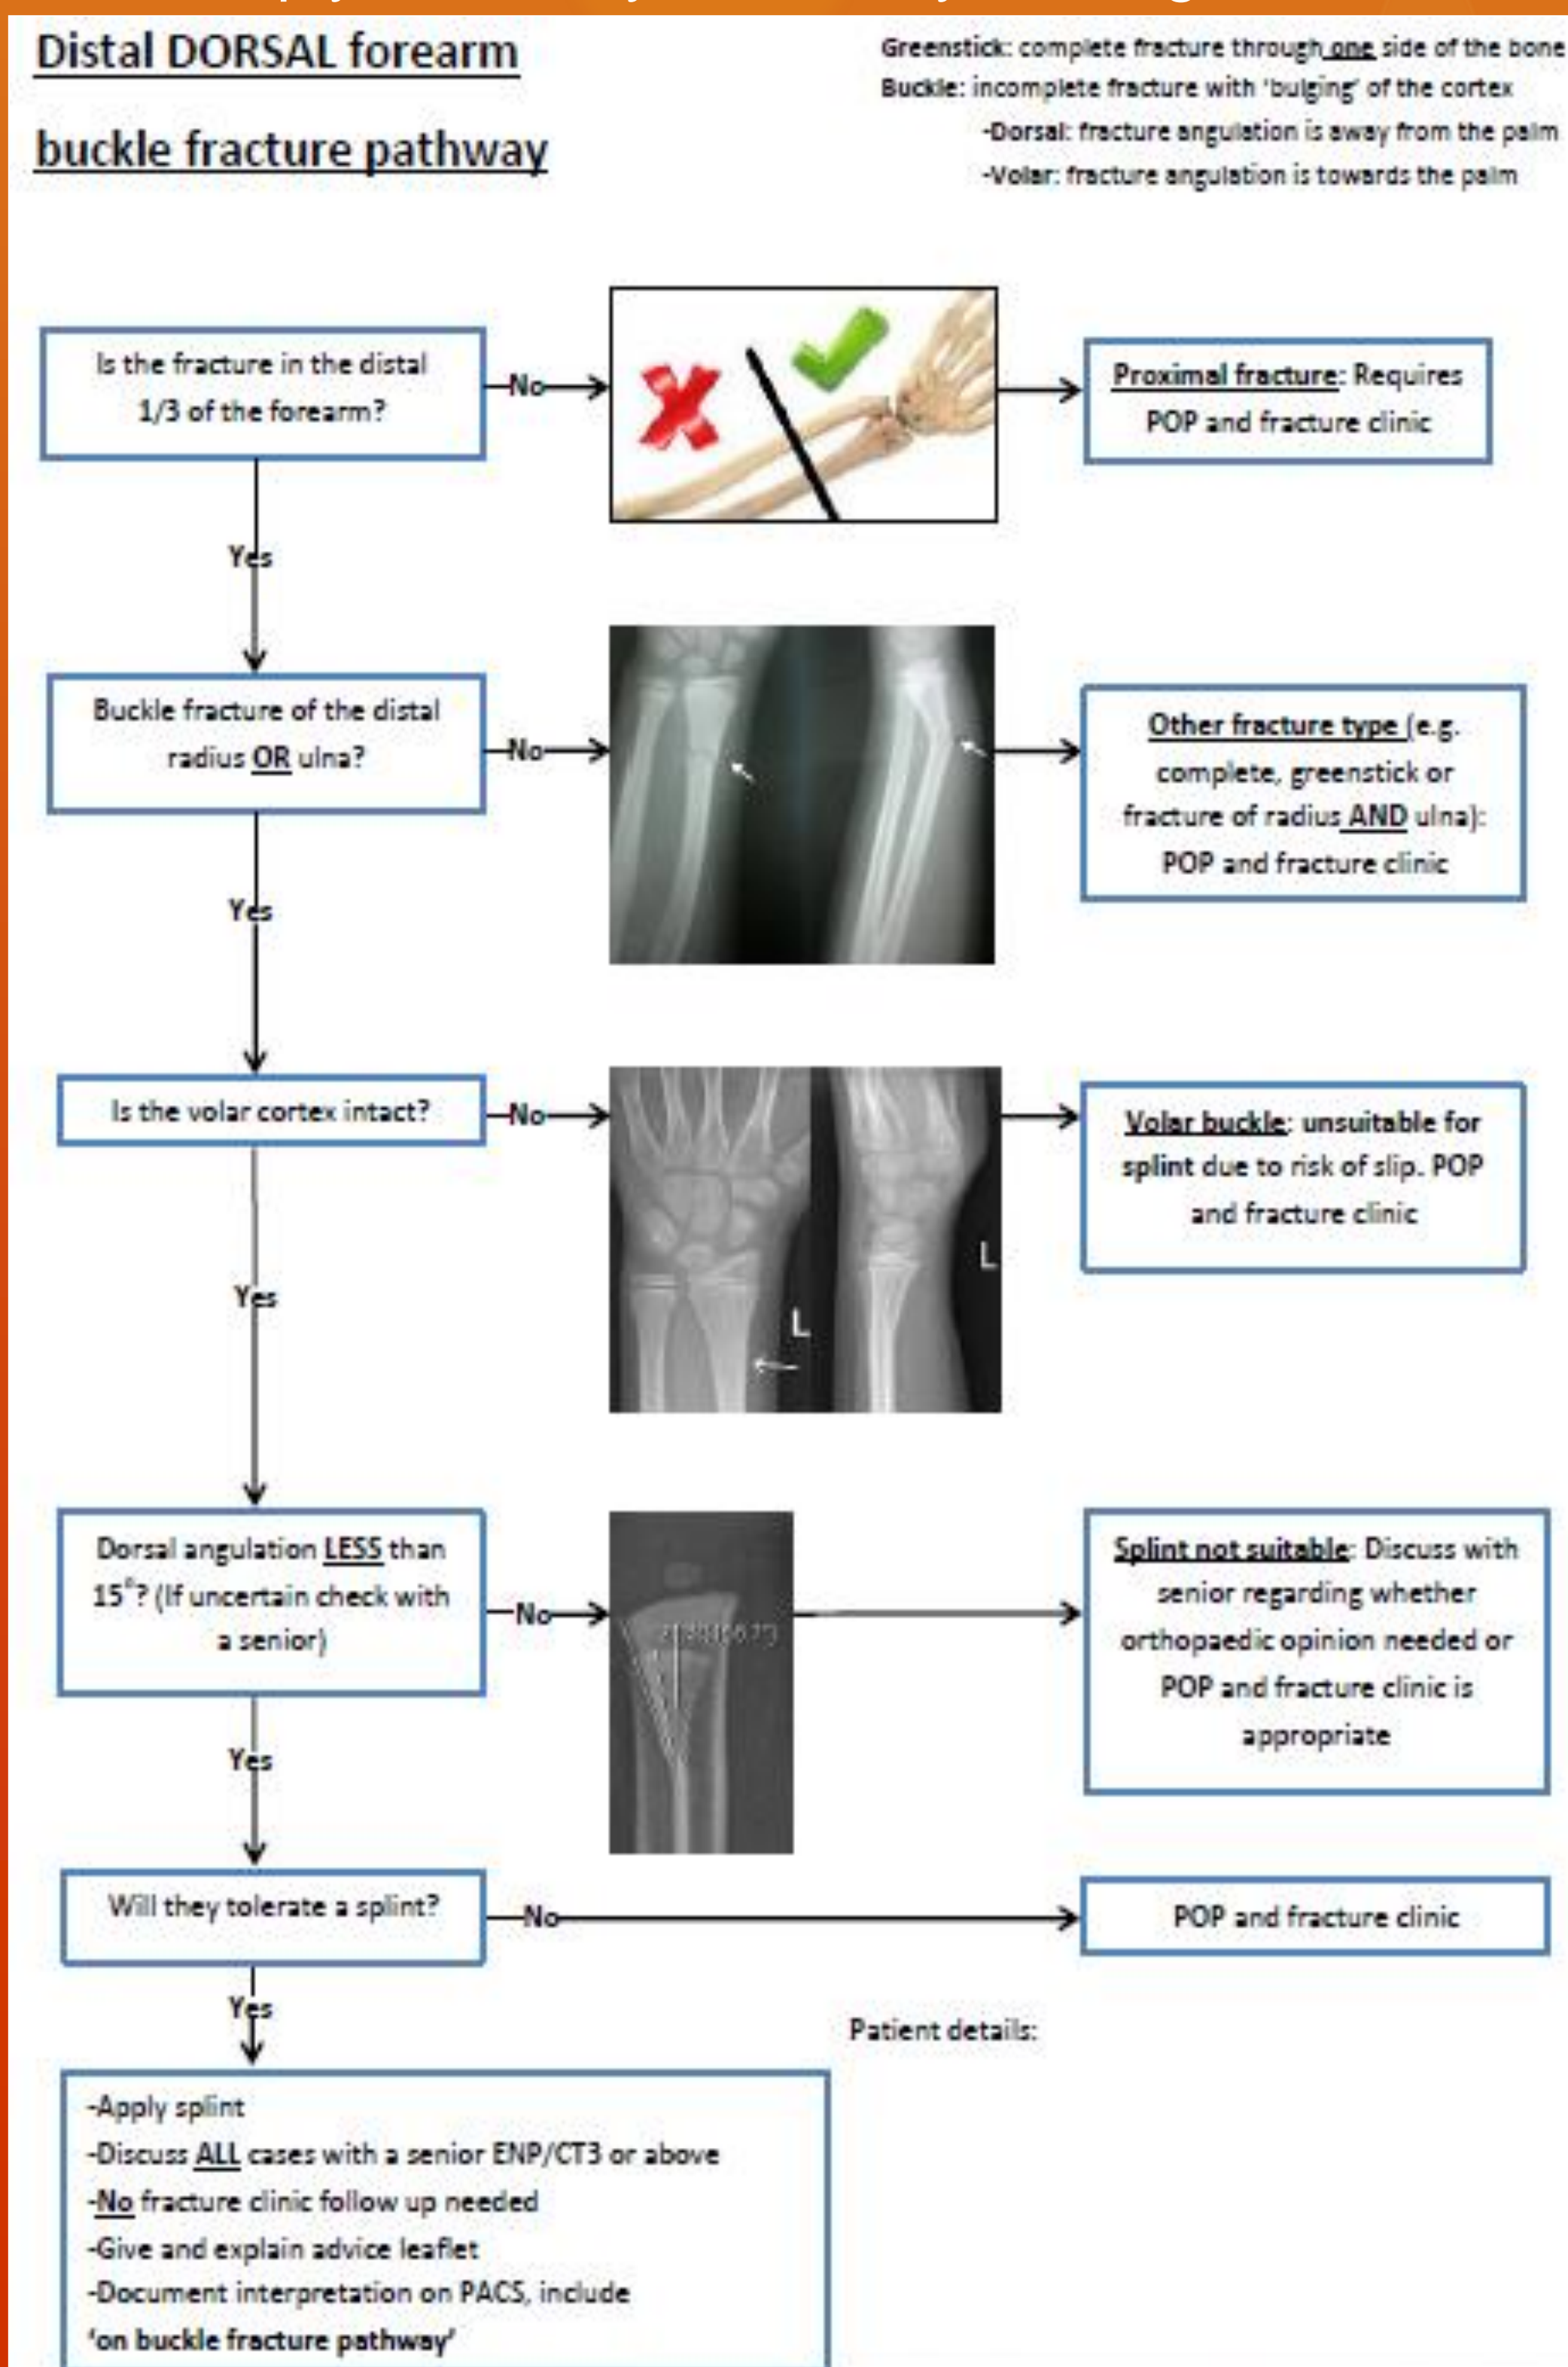 Distal DORSAL forearm
buckle fracture pathway
Greenstick: complete fracture through one side of the bone
Buckle: incomplete fracture with 'bulging' of the cortex
-Dorsal: fracture angulation is away from the palm
-Volar: fracture angulation is towards the palm
Is the fracture in the distal
1/3 of the forearm?
No
Proximal fracture: Requires
POP and fracture clinic
Yes
Buckle fracture of the distal
radius OR ulna?
No
Other fracture type (e.g.
complete, greenstick or
fracture of radius AND ulna):
POP and fracture clinic
Yes
Is the volar cortex intact?
No
L
L
Volar buckle: unsuitable for
splint due to risk of slip. POP
and fracture clinic
Yes
Dorsal angulation LESS than
15°? (If uncertain check with
a senior)
No
Splint not suitable: Discuss with
senior regarding whether
orthopaedic opinion needed or
POP and fracture clinic is
appropriate
Yes
Will they tolerate a splint?
No
POP and fracture clinic
Yes
Patient details:
-Apply splint
-Discuss ALL cases with a senior ENP/CT3 or above
-No fracture clinic follow up needed
-Give and explain advice leaflet
-Document interpretation on PACS, include
'on buckle fracture pathway'